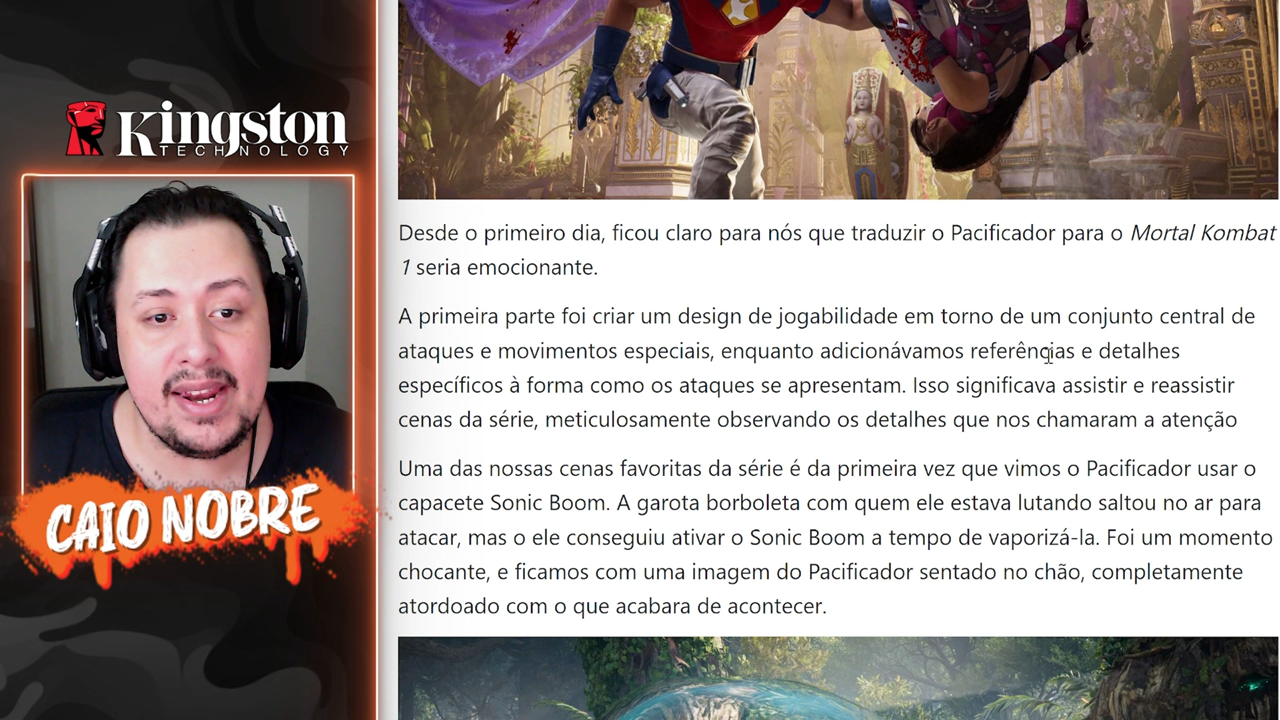 Kingston
TECHNOLOGY
CAIO NOBRE
Desde o primeiro dia, ficou claro para nós que traduzir o Pacificador para o Mortal Kombat
1 seria emocionante.
A primeira parte foi criar um design de jogabilidade em torno de um conjunto central de
ataques e movimentos especiais, enquanto adicionávamos referências e detalhes
específicos à forma como os ataques se apresentam. Isso significava assistir e reassistir
cenas da série, meticulosamente observando os detalhes que nos chamaram a atenção
Uma das nossas cenas favoritas da série é da primeira vez que vimos o Pacificador usar o
capacete Sonic Boom. A garota borboleta com quem ele estava lutando saltou no ar para
atacar, mas o ele conseguiu ativar o Sonic Boom a tempo de vaporizá-la. Foi um momento
chocante, e ficamos com uma imagem do Pacificador sentado no chão, completamente
atordoado com o que acabara de acontecer.